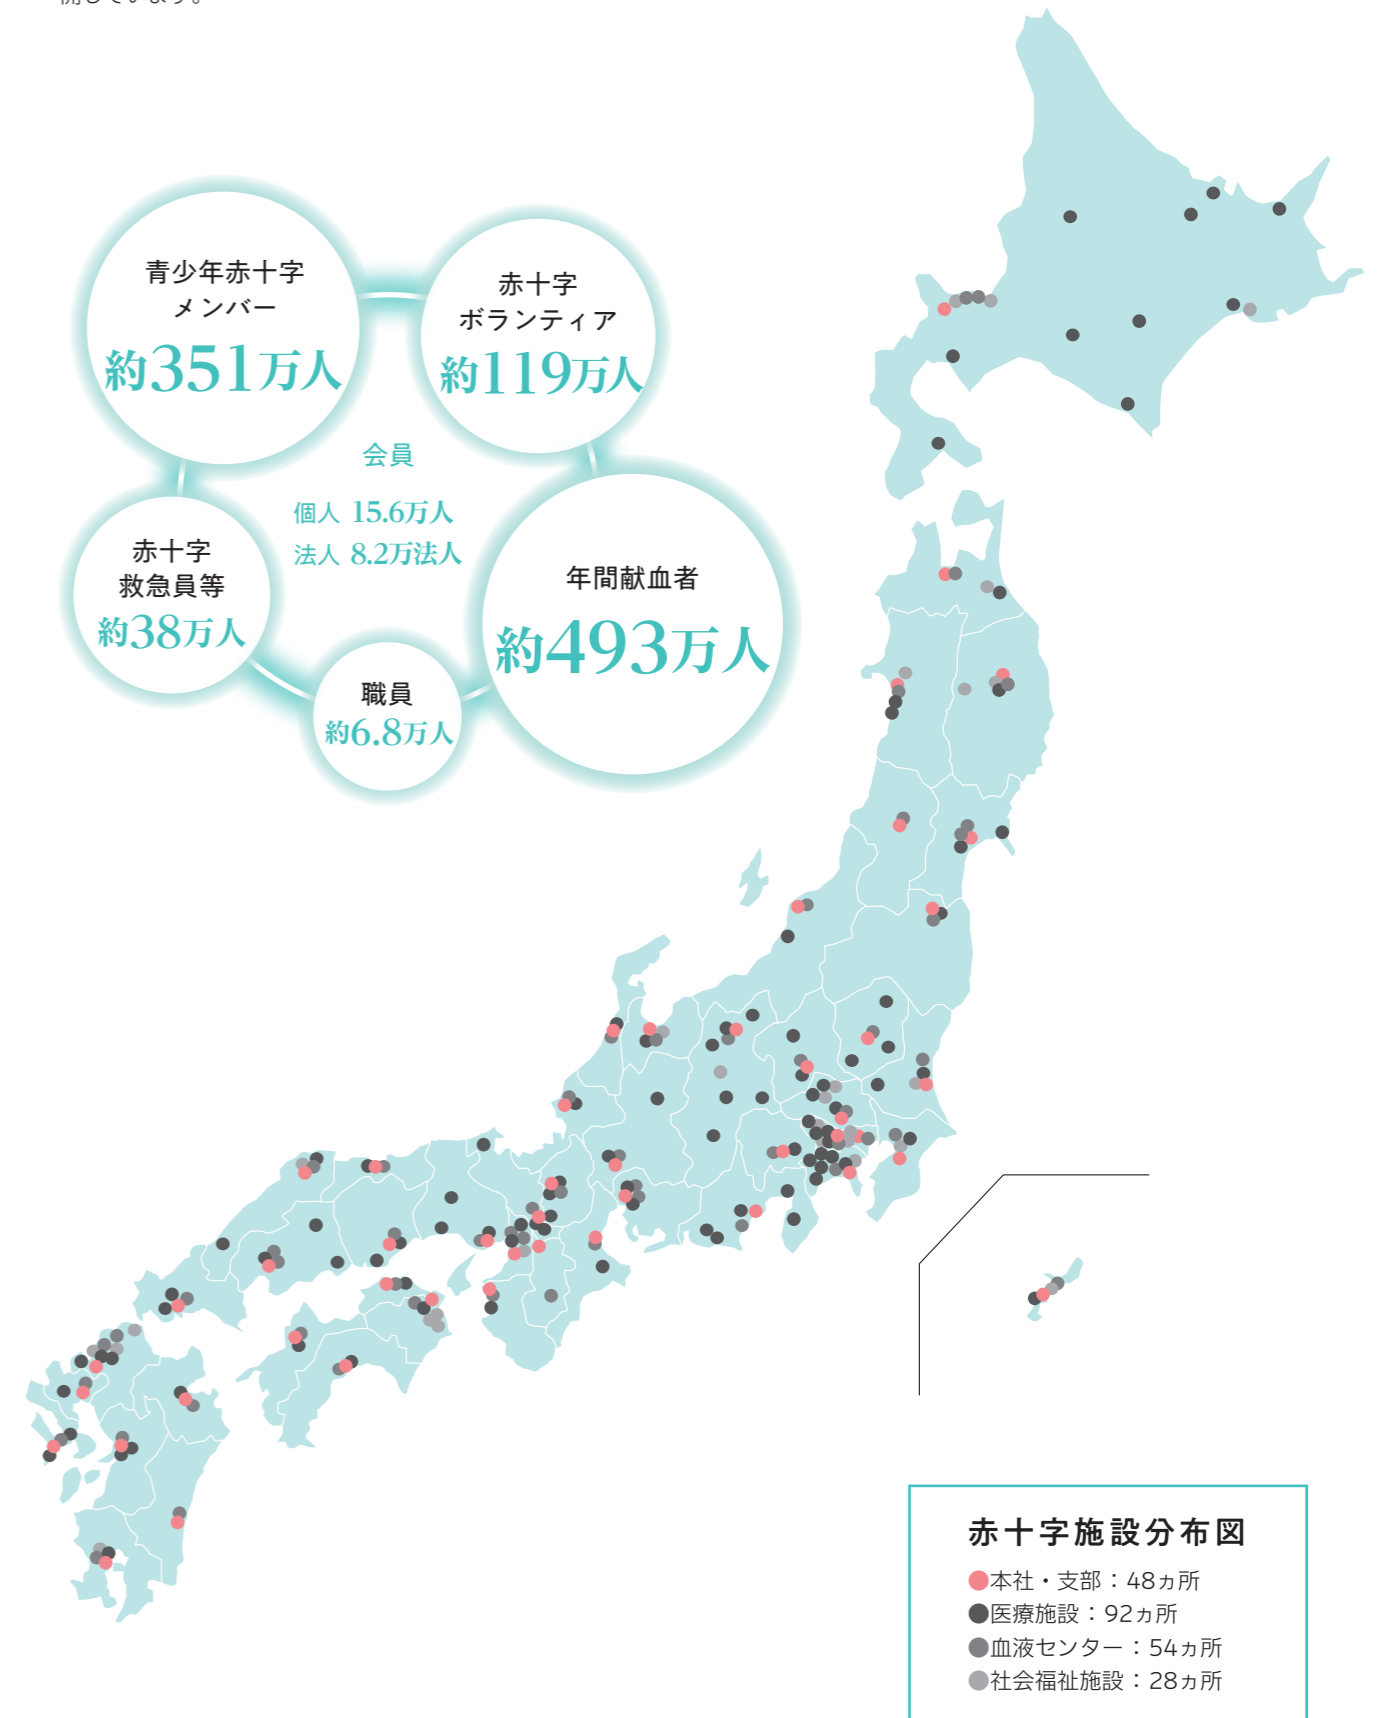 開しています。
青少年赤十字
メンバー
約351万人
赤十字
ボランティア
約119万人
会員
個人 15.6万人
法人 8.2万法人
赤十字
救急員等
約38万人
年間献血者
約493万人
職員
約6.8万人
赤十字施設分布図
●本社・支部：48ヵ所
●医療施設：92ヵ所
●血液センター：54ヵ所
●社会福祉施設：28ヵ所